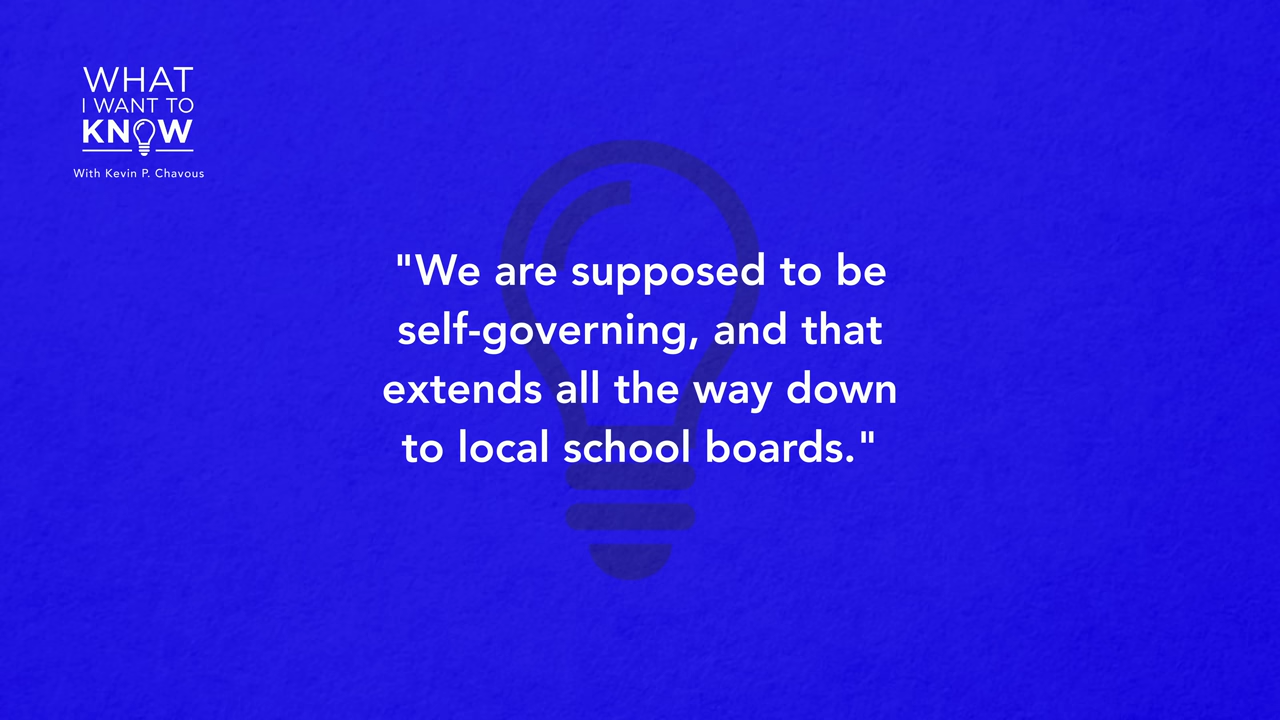 WHAT
I WANT TO
KNOW
With Kevin P. Chavous
"We are supposed to be
self-governing, and that
extends all the way down
to local school boards."